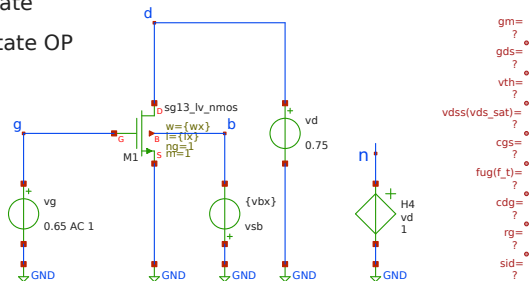 ate
tate OP
d
sg13_lv_nmos
D
w={wx}
l={lx}
ng=1
m=1
G
B
S
M1
g
b
vd
0.75
vg
0.65 AC 1
{vbx}
vsb
n
H4
vd
1
GND
GND
GND
GND
GND
gm=
?
gds=
?
vth=
?
vdss(vds_sat)=
?
cgs=
?
fug(f_t)=
?
cdg=
?
rg=
?
sid=
?